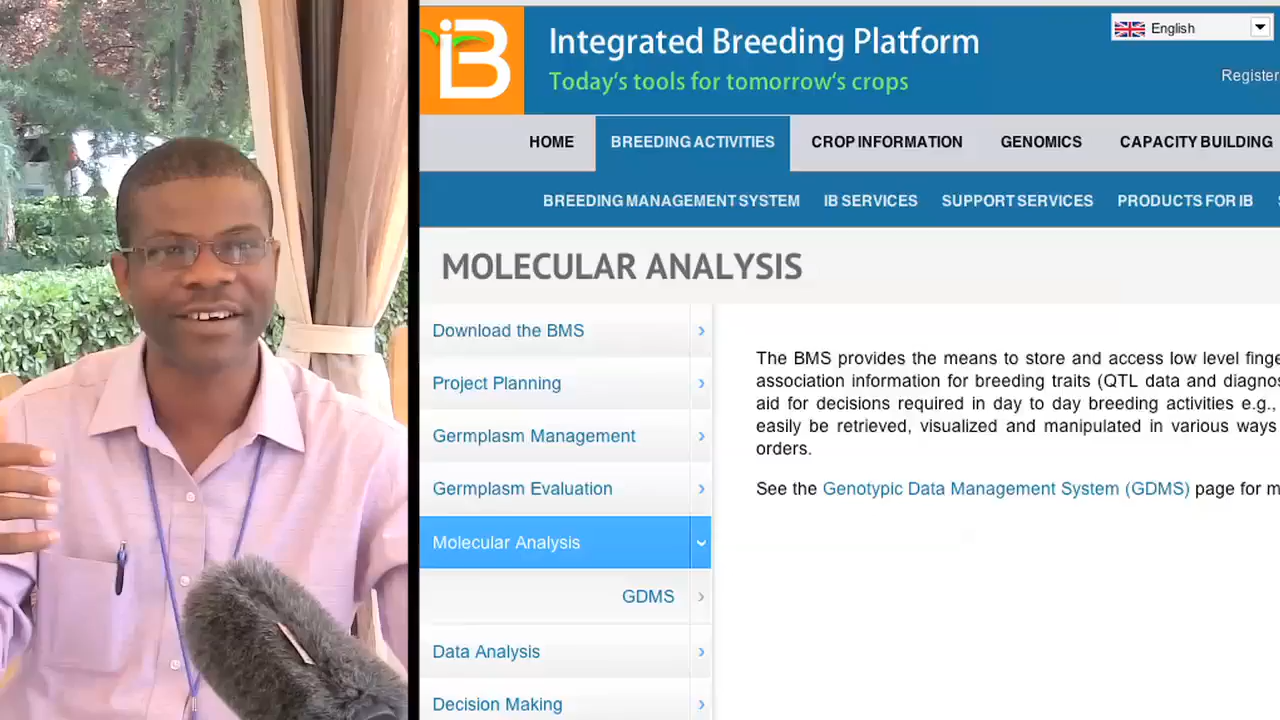 iB
Integrated Breeding Platform
Today's tools for tomorrow's crops
English
Register
HOME
BREEDING ACTIVITIES
CROP INFORMATION
GENOMICS
CAPACITY BUILDING
BREEDING MANAGEMENT SYSTEM
IB SERVICES
SUPPORT SERVICES
PRODUCTS FOR IB
MOLECULAR ANALYSIS
Download the BMS
Project Planning
Germplasm Management
Germplasm Evaluation
Molecular Analysis
GDMS
Data Analysis
Decision Making
The BMS provides the means to store and access low level finge
association information for breeding traits (QTL data and diagnos
aid for decisions required in day to day breeding activities e.g.,
easily be retrieved, visualized and manipulated in various ways
orders.
See the Genotypic Data Management System (GDMS) page for m